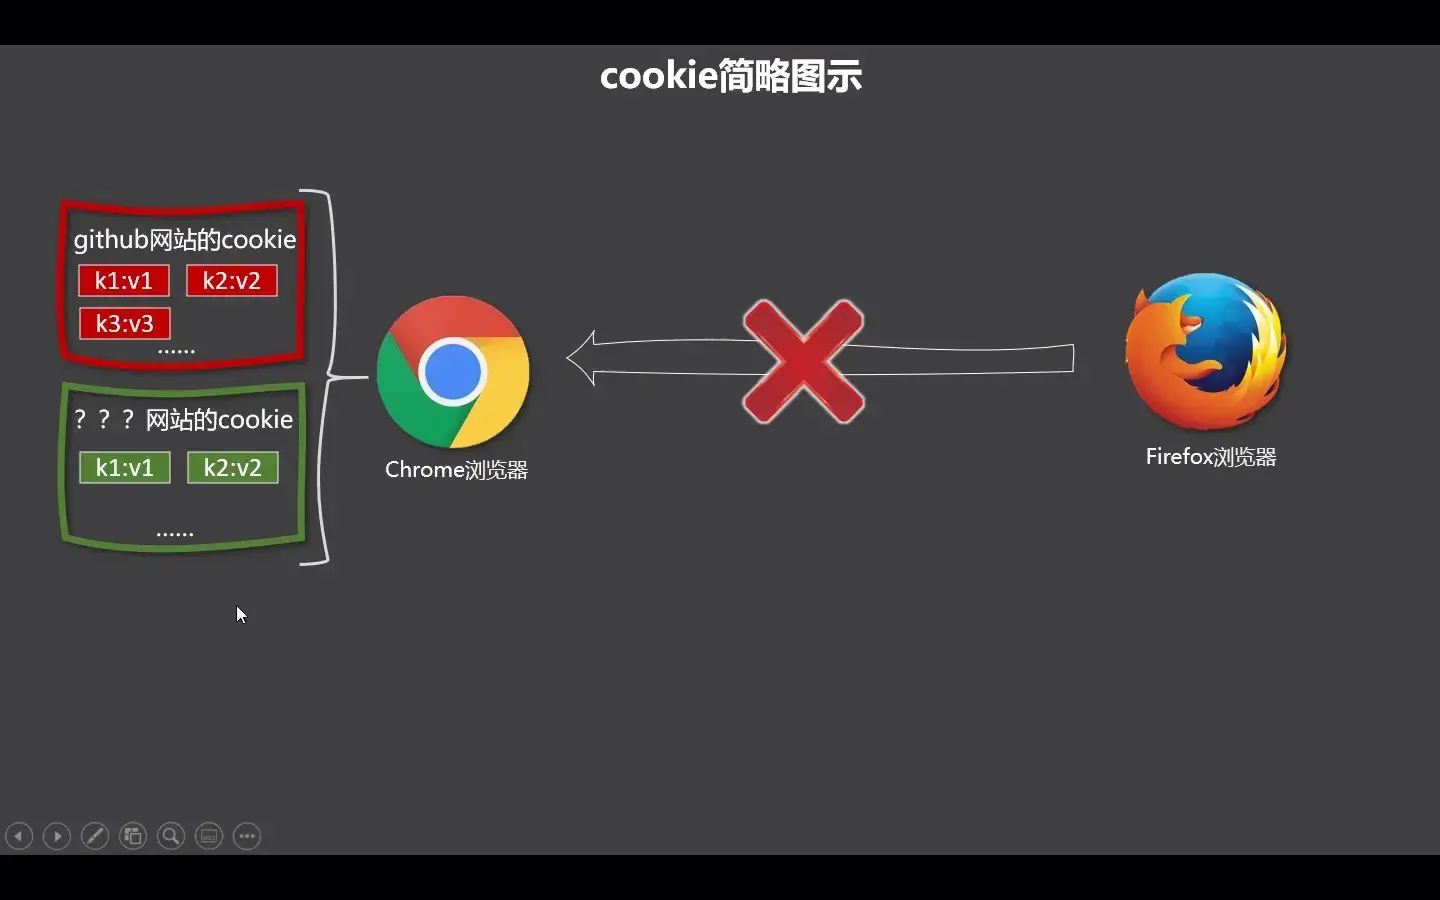 cookie简略图示
github网站的cookie
k1:v1
k2:v2
k3:v3
......
？？？网站的cookie
k1:v1
k2:v2
......
Chrome浏览器
Firefox浏览器